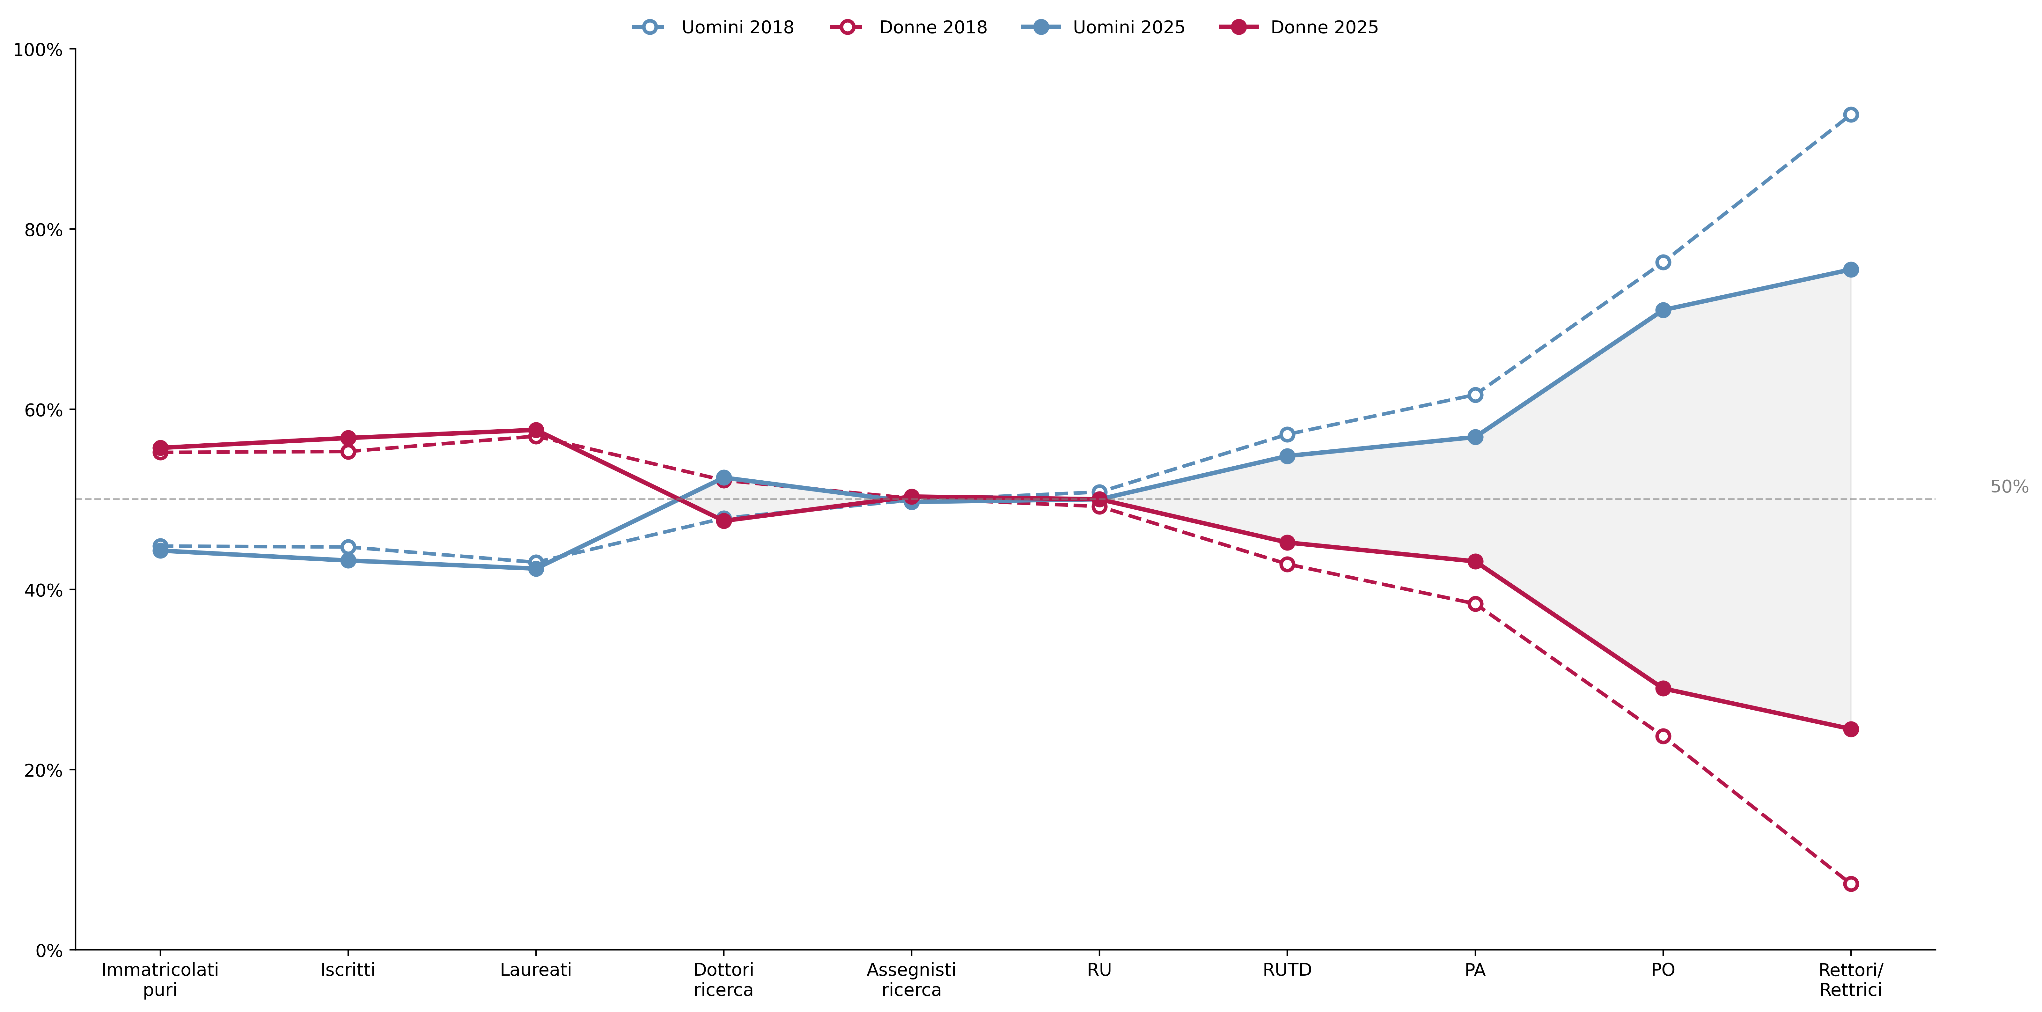 Uomini 2018 Donne 2018 Uomini 2025 Donne 2025
100%
80%
60%
50%
40%
20%
0%
Immatricolati
puri
Iscritti
Laureati
Dottori
ricerca
Assegnisti
ricerca
RU
RUTD
PA
PO
Rettori/
Rettrici